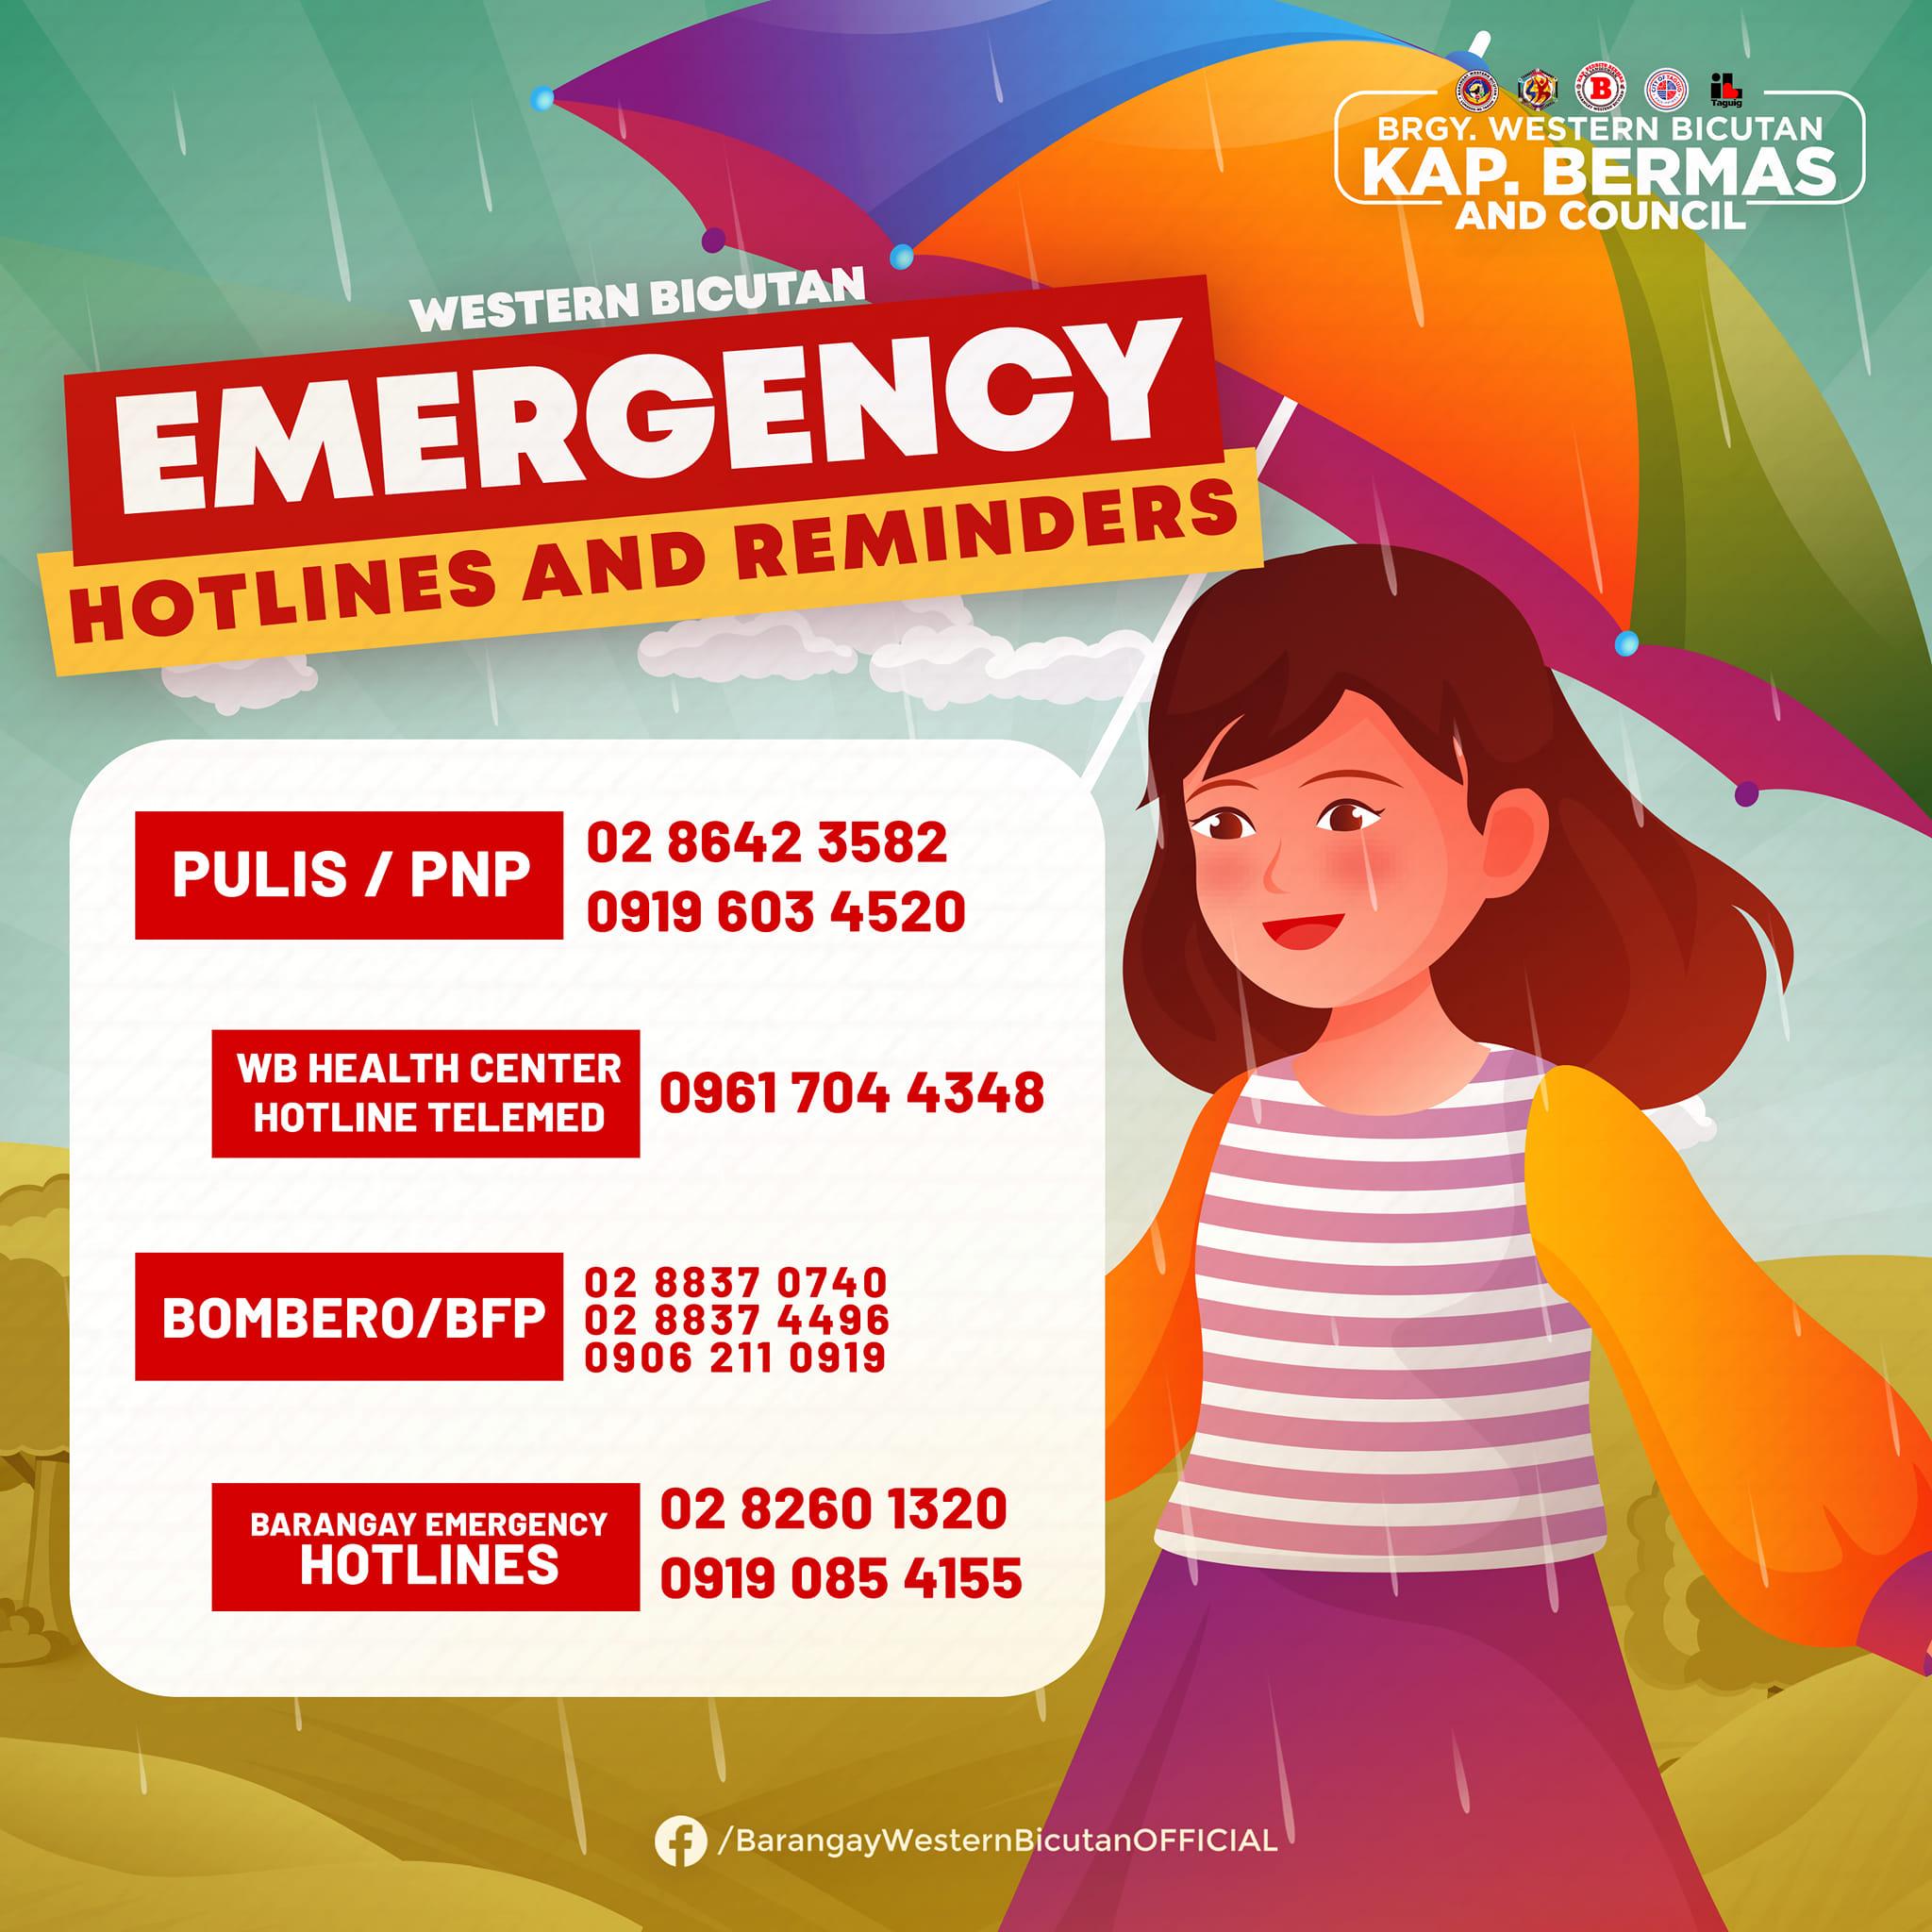 iL
Taguig
BRGY. WESTERN BICUTAN
KAP. BERMAS
AND COUNCIL
WESTERN BICUTAN
EMERGENCY
HOTLINES AND REMINDERS
PULIS / PNP
02 8642 3582
0919 603 4520
WB HEALTH CENTER
HOTLINE TELEMED
0961 704 4348
BOMBERO/BFP
02 8837 0740
02 8837 4496
0906 211 0919
BARANGAY EMERGENCY
HOTLINES
02 8260 1320
0919 085 4155
/BarangayWesternBicutanOFFICIAL